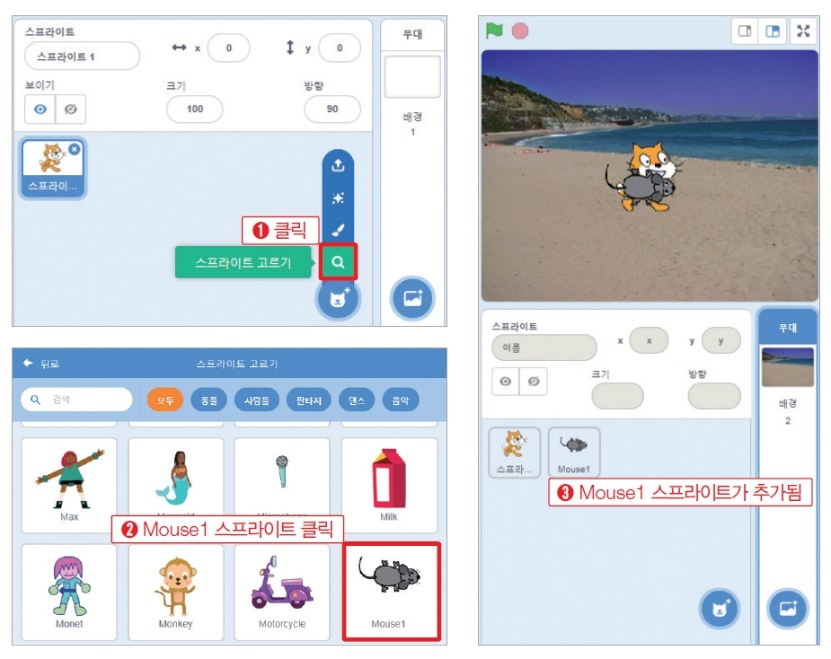 스프라이트
스프라이트 1
x 0
y 0
보이기
크기
방향
100
90
무대
배경
1
스프라이...
❶ 클릭
스프라이트 고르기
뒤로
스프라이트 고르기
검색
모두 동물 사람들 판타지 댄스 음악
Max
Milk
❷ Mouse1 스프라이트 클릭
Monet
Monkey
Motorcycle
Mouse1
스프라이트
이름
x x
y y
크기
방향
무대
배경
2
스프라...
Mouse1
❸ Mouse1 스프라이트가 추가됨